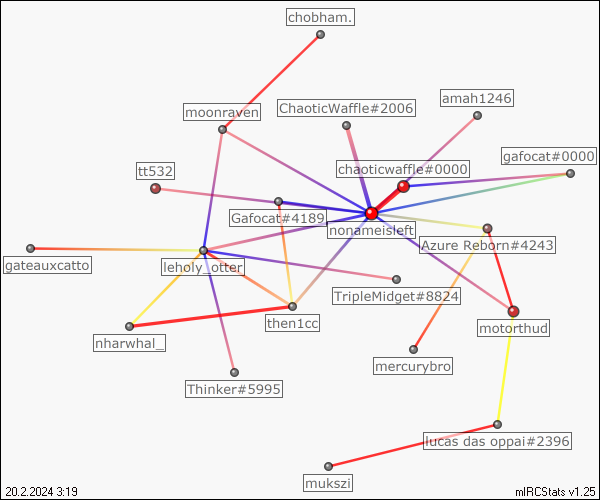 chobham.
amah1246
ChaoticWaffle#2006
moonraven
gafocat#0000
chaoticwaffle#0000
tt532
Gafocat#4189
nonameisleft
Azure Reborn#4243
gateauxcatto
leholy_otter
TripleMidget#8824
then1cc
motorthud
nharwhal_
mercurybro
Thinker#5995
lucas das oppai#2396
mukszi
20.2.2024 3:19
mIRCStats v1.25